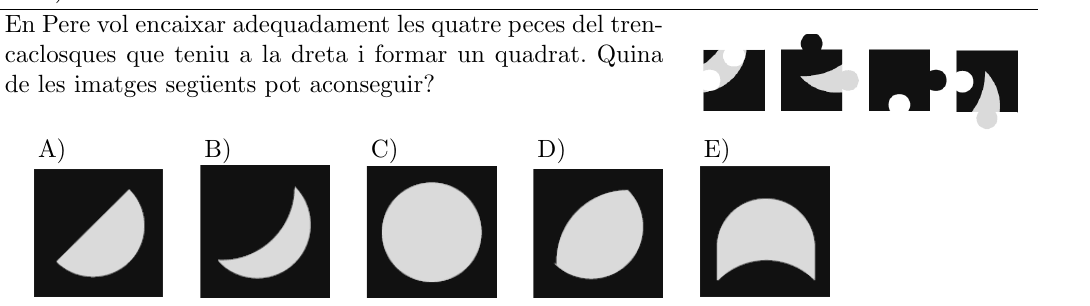 En Pere vol encaixar adequadament les quatre peces del tren-
caclosques que teniu a la dreta i formar un quadrat. Quina
de les imatges següents pot aconseguir?
A) B) C) D) E)